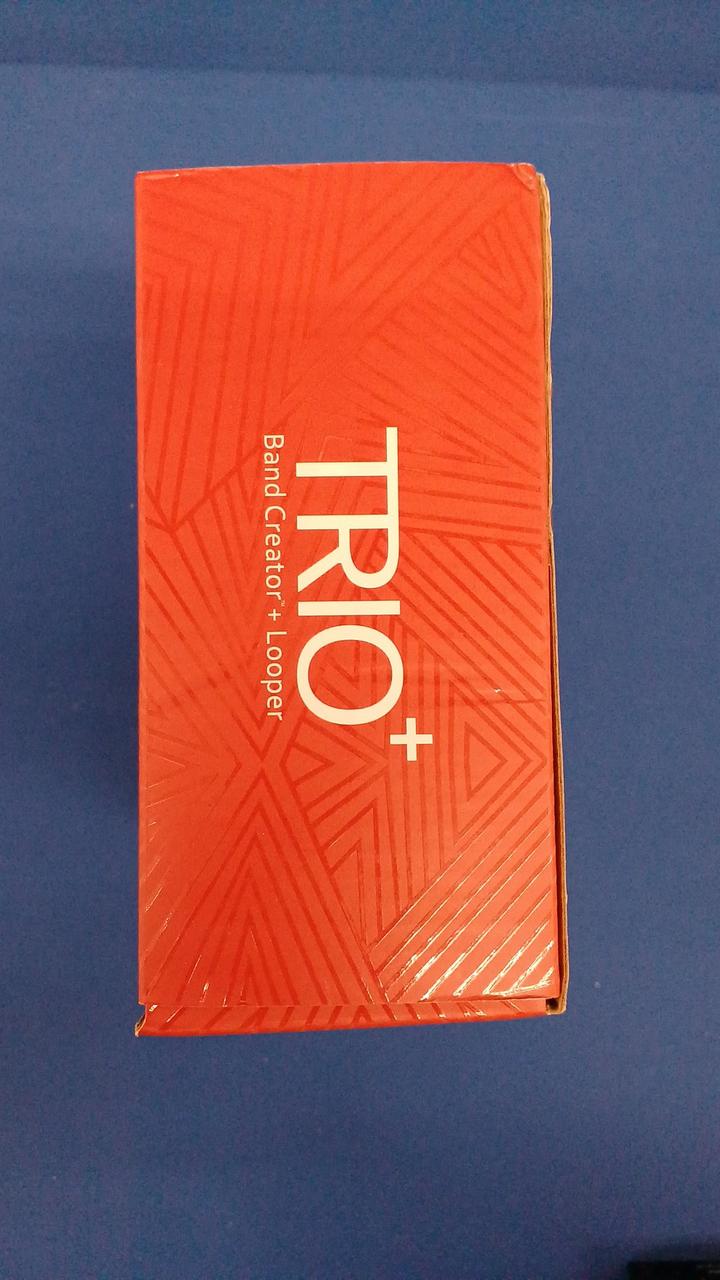 TRIO+
Band Creator™ + Looper